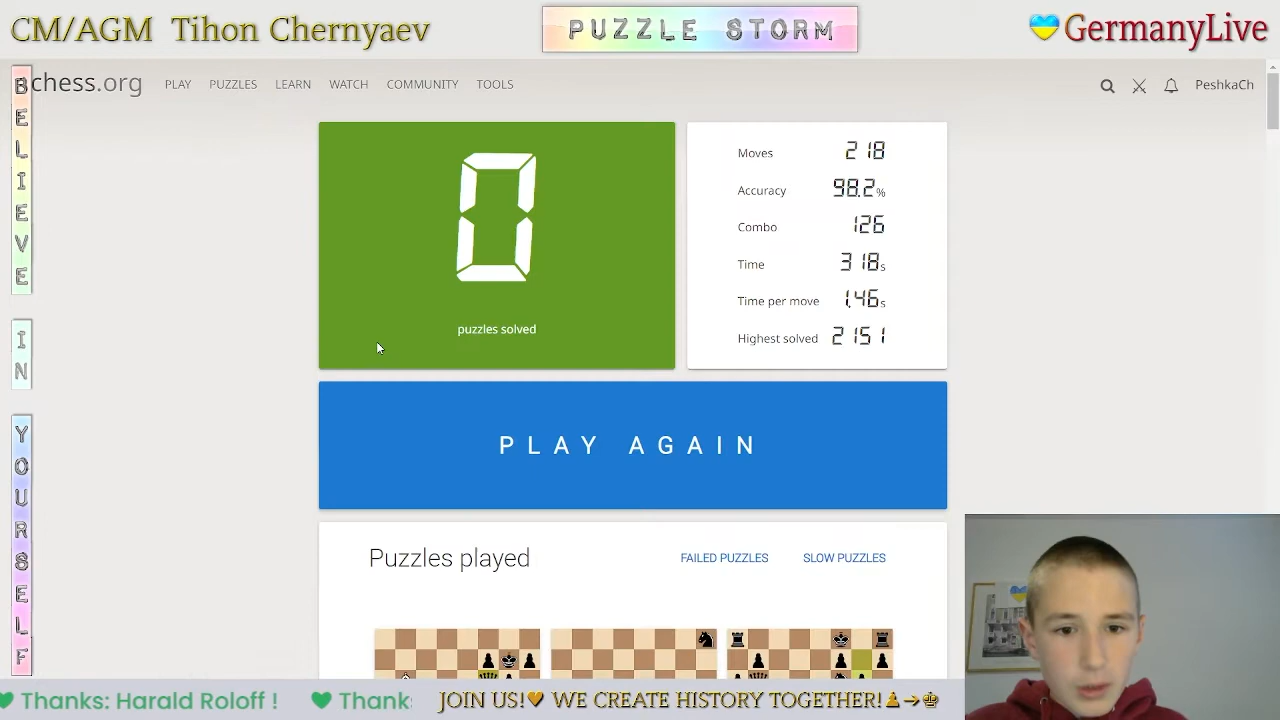 CM/AGM Tihon Chernyaev
PUZZLE STORM
GermanyLive
chess.org
PLAY
PUZZLES
LEARN
WATCH
COMMUNITY
TOOLS
PeshkaCh
BELIEVE
IN
YOURSELF
0
puzzles solved
Moves 218
Accuracy 98.2%
Combo 126
Time 318s
Time per move 1.46s
Highest solved 2151
PLAY AGAIN
Puzzles played
FAILED PUZZLES
SLOW PUZZLES
Thanks: Harald Roloff !
Thank
JOIN US! WE CREATE HISTORY TOGETHER!